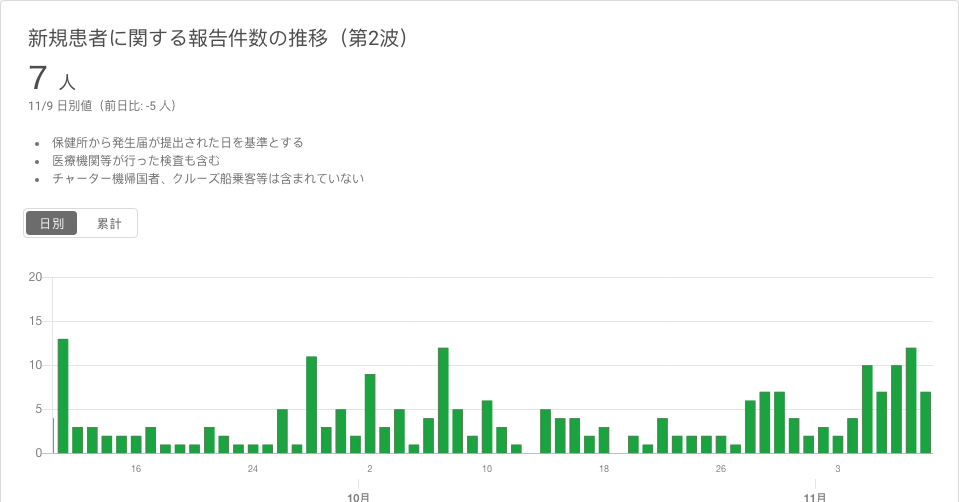 新規患者に関する報告件数の推移（第2波）
7 人
11/9 日別値（前日比: -5 人）
保健所から発生届が提出された日を基準とする
医療機関等が行った検査も含む
チャーター機帰国者、クルーズ船乗客等は含まれていない
日別 累計
20
15
10
5
0
16 24 2 10 18 26 3
10月 11月